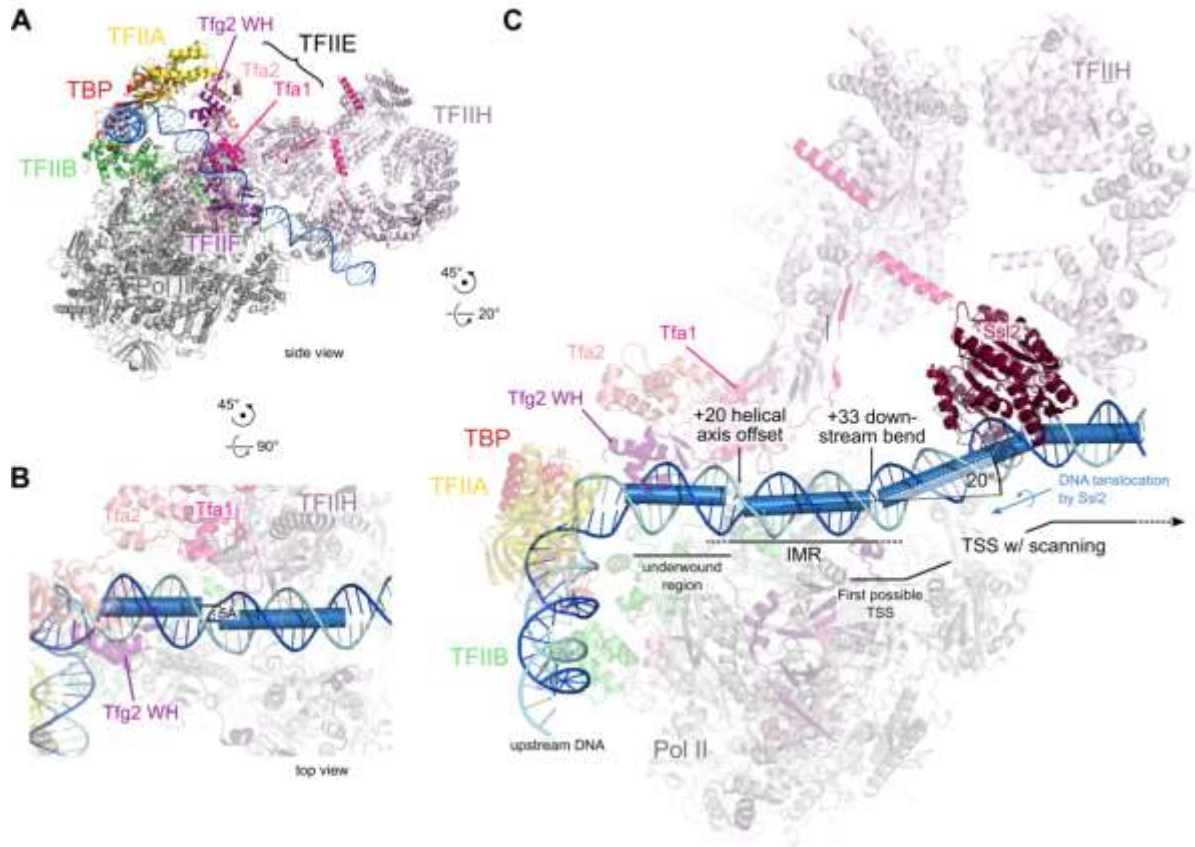 A
Tfg2 WH
TFIIE
TFIIA
Tfa2
Tfa1
TBP
TFIIH
TFIIB
TFIIF
Pol II
45°
20°
side view
45°
90°
B
Tfa2
Tfa1
TFIIH
Tfg2 WH
top view
C
TFIIH
Ssl2
Tfa1
Tfa2
Tfg2 WH
+20 helical
axis offset
+33 down-
stream bend
TBP
TFIIA
20°
DNA tanslocation
by Ssl2
IMR
TSS w/ scanning
underwound
region
First possible
TSS
TFIIB
Pol II
upstream DNA